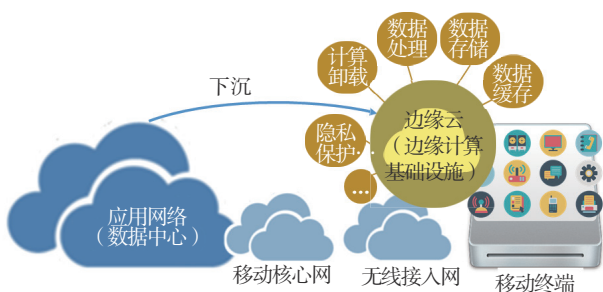 数据
处理
数据
存储
计算
卸载
数据
缓存
下沉
边缘云
（边缘计算
基础设施）
隐私
保护
...
应用网络
（数据中心）
移动核心网
无线接入网
移动终端